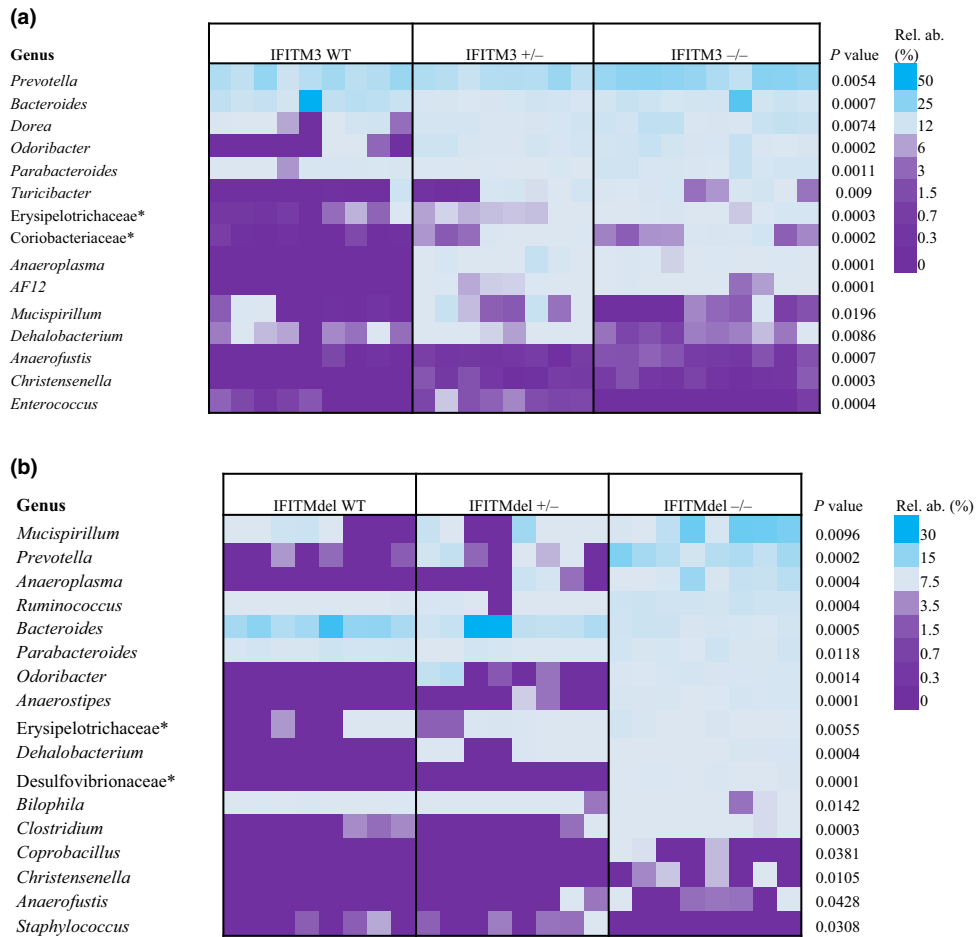 (a)
Genus IFITM3 WT IFITM3 +/– IFITM3 –/– P value Rel. ab. (%)
Prevotella 0.0054 50
Bacteroides 0.0007 25
Dorea 0.0074 12
Odoribacter 0.0002 6
Parabacteroides 0.0011 3
Turicibacter 0.009 1.5
Erysipelotrichaceae* 0.0003 0.7
Coriobacteriaceae* 0.0002 0.3
Anaeroplasma 0.0001 0
AF12 0.0001
Mucispirillum 0.0196
Dehalobacterium 0.0086
Anaerofustis 0.0007
Christensenella 0.0003
Enterococcus 0.0004
(b)
Genus IFITMdel WT IFITMdel +/– IFITMdel –/– P value Rel. ab. (%)
Mucispirillum 0.0096 30
Prevotella 0.0002 15
Anaeroplasma 0.0004 7.5
Ruminococcus 0.0004 3.5
Bacteroides 0.0005 1.5
Parabacteroides 0.0118 0.7
Odoribacter 0.0014 0.3
Anaerostipes 0.0001 0
Erysipelotrichaceae* 0.0055
Dehalobacterium 0.0004
Desulfovibrionaceae* 0.0001
Bilophila 0.0142
Clostridium 0.0003
Coprobacillus 0.0381
Christensenella 0.0105
Anaerofustis 0.0428
Staphylococcus 0.0308